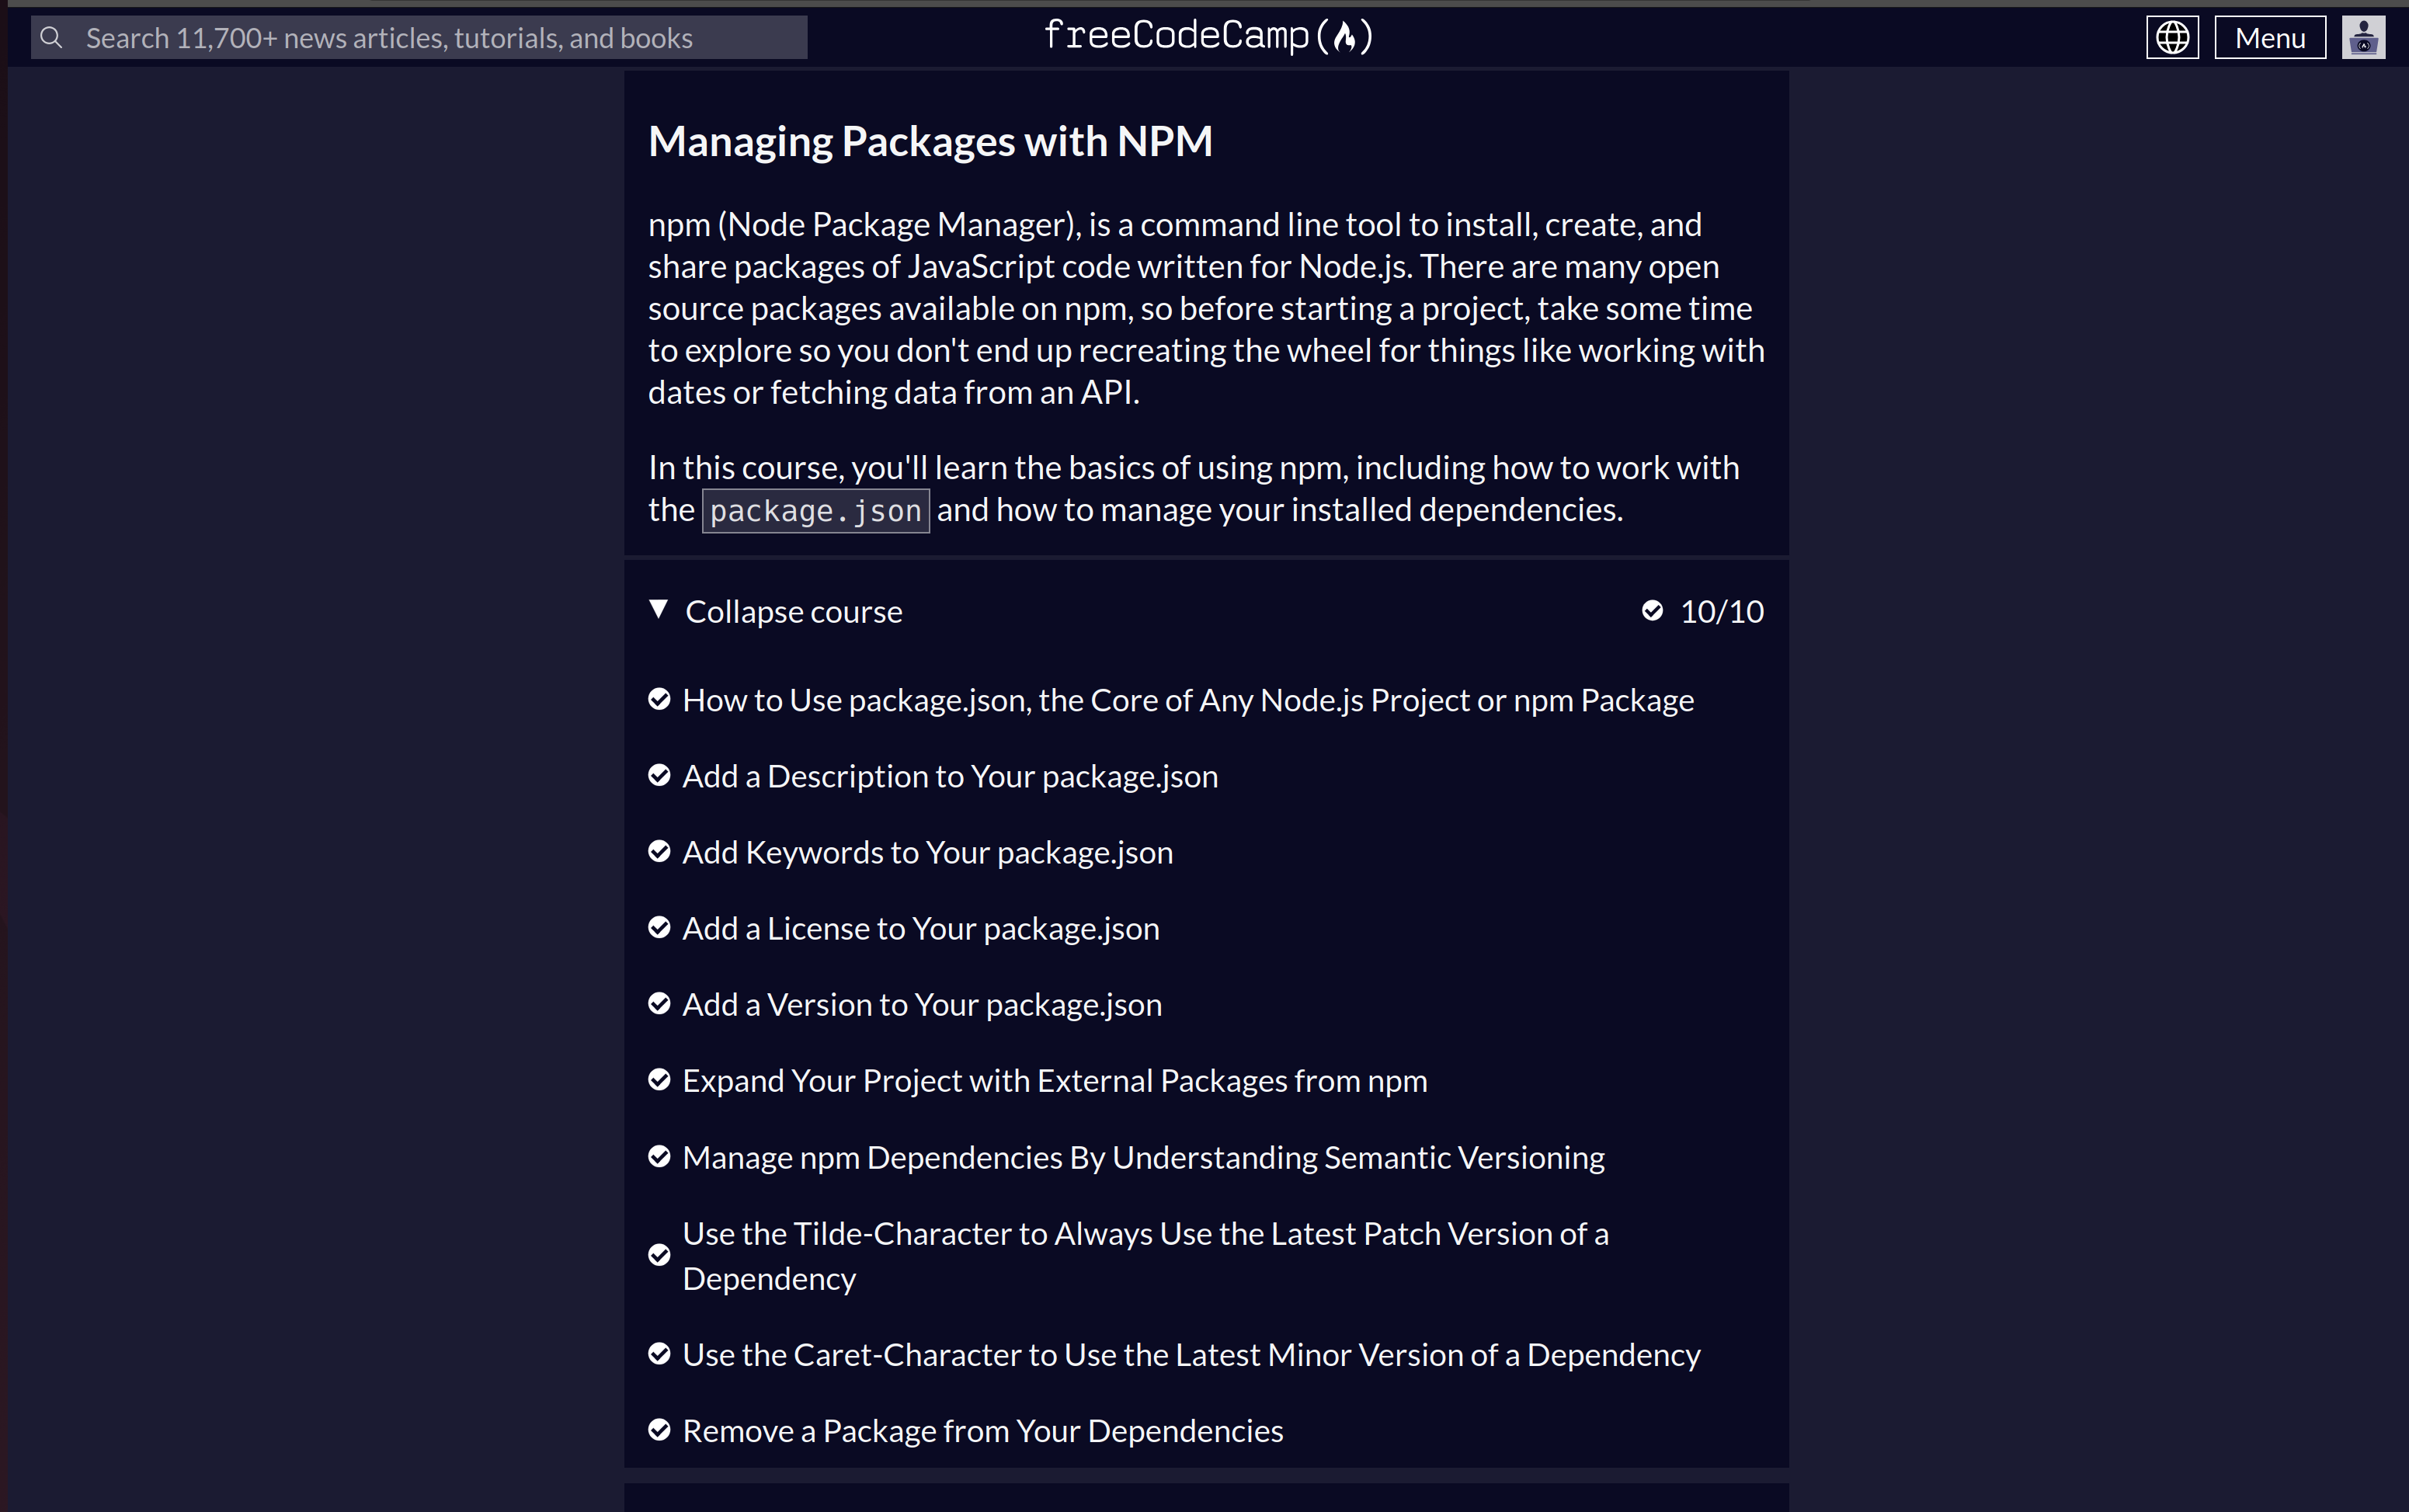 Search 11,700+ news articles, tutorials, and books
freeCodeCamp
Menu
Managing Packages with NPM
npm (Node Package Manager), is a command line tool to install, create, and
share packages of JavaScript code written for Node.js. There are many open
source packages available on npm, so before starting a project, take some time
to explore so you don't end up recreating the wheel for things like working with
dates or fetching data from an API.
In this course, you'll learn the basics of using npm, including how to work with
the package.json and how to manage your installed dependencies.
Collapse course
10/10
How to Use package.json, the Core of Any Node.js Project or npm Package
Add a Description to Your package.json
Add Keywords to Your package.json
Add a License to Your package.json
Add a Version to Your package.json
Expand Your Project with External Packages from npm
Manage npm Dependencies By Understanding Semantic Versioning
Use the Tilde-Character to Always Use the Latest Patch Version of a
Dependency
Use the Caret-Character to Use the Latest Minor Version of a Dependency
Remove a Package from Your Dependencies